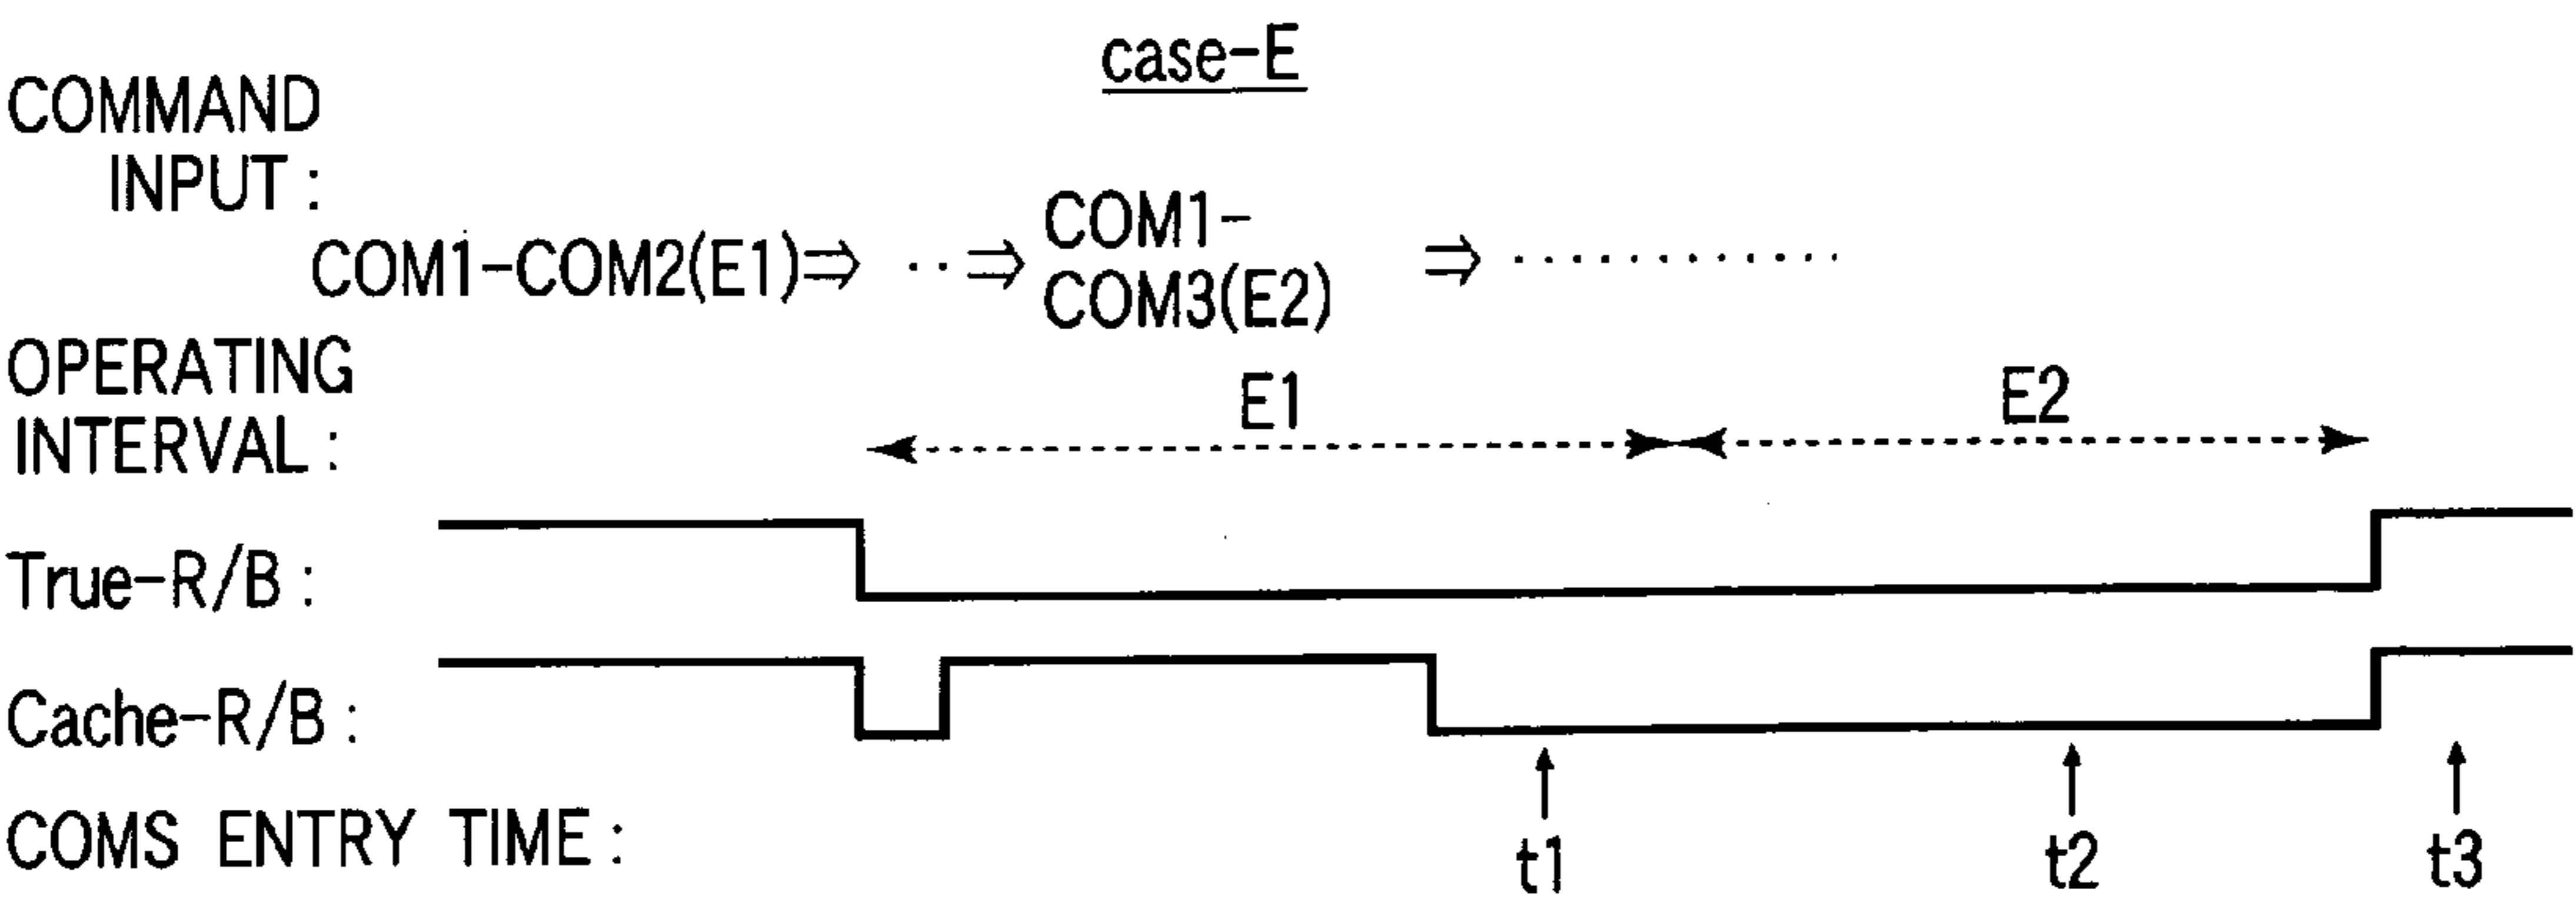 case-E
COMMAND
INPUT :
COM1-COM2(E1)⇒ ··⇒ COM1-
COM3(E2) ⇒ ············
OPERATING
INTERVAL :
E1 E2
True-R/B :
Cache-R/B :
COMS ENTRY TIME :
t1 t2 t3